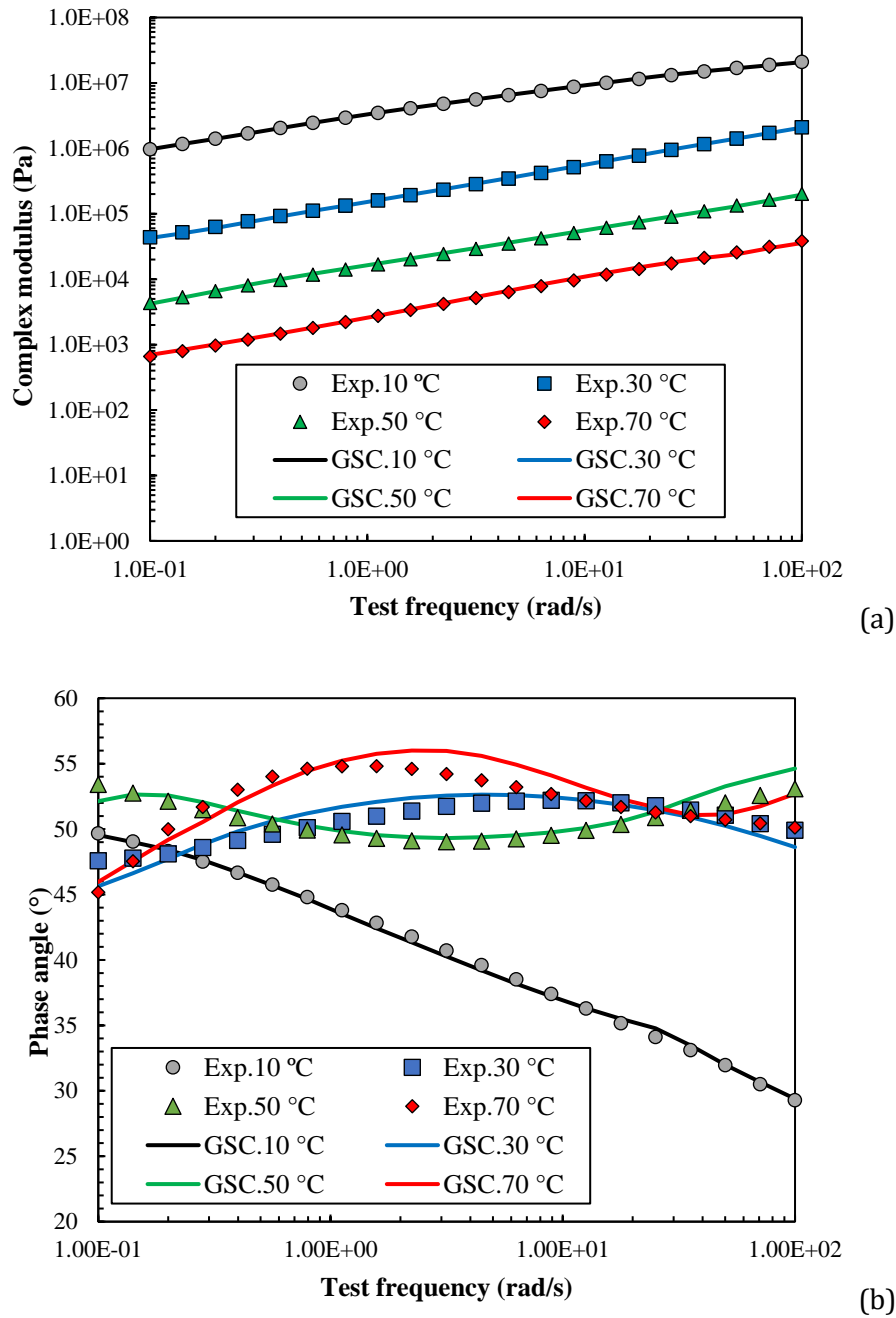 1.0E+08
1.0E+07
1.0E+06
1.0E+05
1.0E+04
1.0E+03
1.0E+02
1.0E+01
1.0E+00
Complex modulus (Pa)
Exp.10 ºC Exp.30 °C
Exp.50 °C Exp.70 °C
GSC.10 °C GSC.30 °C
GSC.50 °C GSC.70 °C
1.0E-01 1.0E+00 1.0E+01 1.0E+02
Test frequency (rad/s)
(a)
60
55
50
45
40
35
30
25
20
Phase angle (°)
Exp.10 ºC Exp.30 °C
Exp.50 °C Exp.70 °C
GSC.10 °C GSC.30 °C
GSC.50 °C GSC.70 °C
1.00E-01 1.00E+00 1.00E+01 1.00E+02
Test frequency (rad/s)
(b)